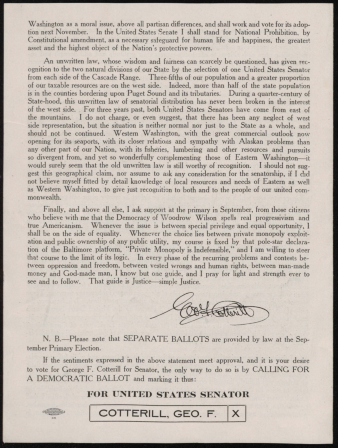 Washington as a moral issue, above all partisan differences, and shall work and vote for its adop-
tion next November. In the United States Senate I shall stand for National Prohibition, by
Constitutional amendment, as a necessary safeguard for human life and happiness, the greatest
asset and the highest object of the Nation's protective powers.
An unwritten law, whose wisdom and fairness can scarcely be questioned, has given recog-
nition to the two natural divisions of our State by the selection of one United States Senator
from each side of the Cascade Range. Three-fifths of our population and a greater proportion
of our taxable resources are on the west side. Indeed, more than half of the state population
is in the counties bordering upon Puget Sound and its tributaries. During a quarter-century of
State-hood, this unwritten law of senatorial distribution has never been broken in the interest
of the west side. For three years past, both United States Senators have come from east of
the mountains. I do not charge, or even suggest, that there has been any neglect of west
side representation, but the situation is neither normal nor just to the State as a whole, and
should not be continued. Western Washington, with the great commercial outlook now
opening for its seaports, with its closer relations and sympathy with Alaskan problems than
any other part of our Nation, with its fisheries, lumbering and other resources and pursuits
so divergent from, and yet so wonderfully complementing those of Eastern Washington—it
would surely seem that the old unwritten law is still worthy of recognition. I should not sug-
gest this geographical claim, nor assume to ask any consideration for the senatorship, if I did
not believe myself fitted by detail knowledge of local resources and needs of Eastern as well
as Western Washington, to give just recognition to both and to the people of our united com-
monwealth.
Finally, and above all else, I ask support at the primary in September, from those citizens
who believe with me that the Democracy of Woodrow Wilson spells real progressivism and
true Americanism. Whenever the issue is between special privilege and equal opportunity, I
shall be on the side of equality. Whenever the choice lies between private monopoly exploit-
ation and public ownership of any public utility, my course is fixed by that pole-star declara-
tion of the Baltimore platform, "Private Monopoly is Indefensible," and I am willing to steer
that course to the limit of its logic. In every phase of the recurring problems and contests be-
tween oppression and freedom, between vested wrongs and human rights, between man-made
money and God-made man, I know but one guide, and I pray for light and strength ever to
see and to follow. That guide is Justice—simple Justice.
Geo. F. Cotterill
N. B.—Please note that SEPARATE BALLOTS are provided by law at the Sep-
tember Primary Election.
If the sentiments expressed in the above statement meet approval, and it is your desire
to vote for George F. Cotterill for Senator, the only way to do so is by CALLING FOR
A DEMOCRATIC BALLOT and marking it thus:
FOR UNITED STATES SENATOR
COTTERILL, GEO. F. X